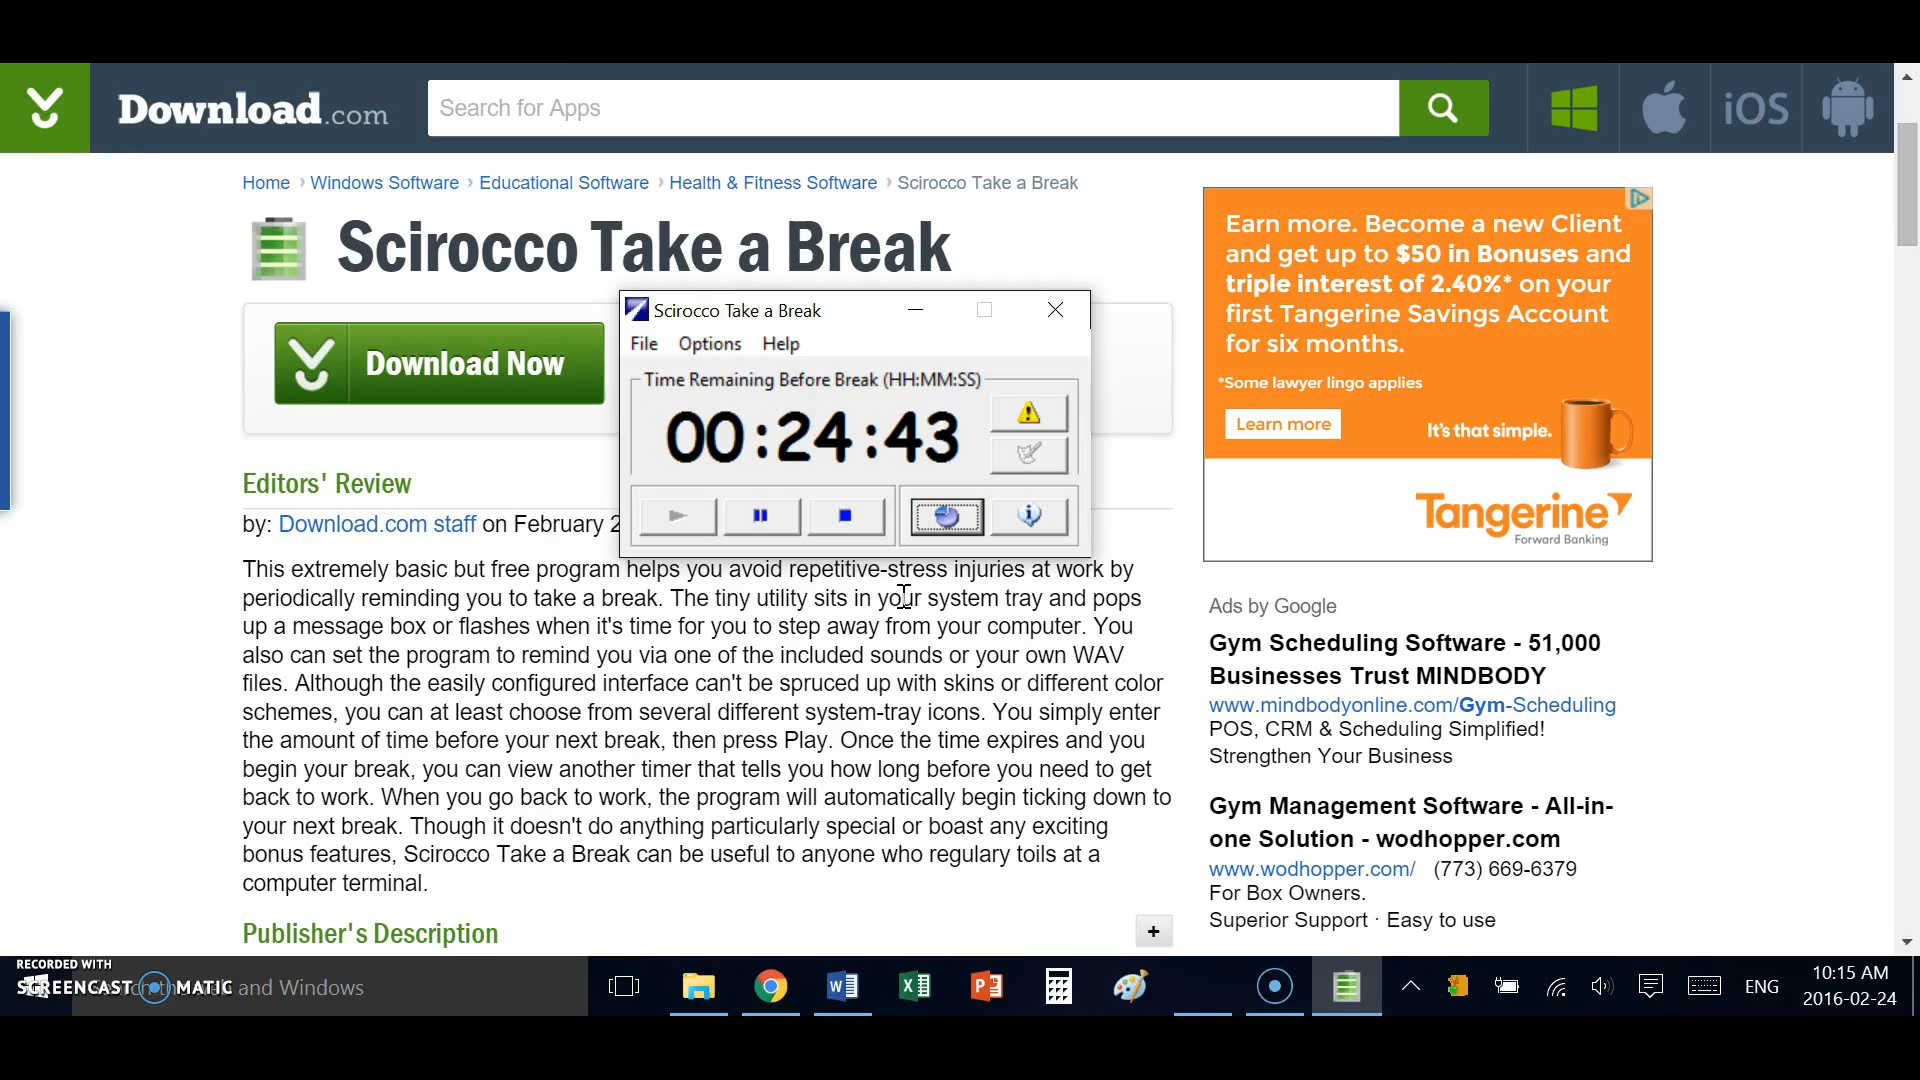 Download.com
Search for Apps
iOS
Home › Windows Software › Educational Software › Health & Fitness Software › Scirocco Take a Break
Scirocco Take a Break
Download Now
Scirocco Take a Break
File Options Help
Time Remaining Before Break (HH:MM:SS)
00:24:43
Editors' Review
by: Download.com staff on February 2
This extremely basic but free program helps you avoid repetitive-stress injuries at work by
periodically reminding you to take a break. The tiny utility sits in your system tray and pops
up a message box or flashes when it's time for you to step away from your computer. You
also can set the program to remind you via one of the included sounds or your own WAV
files. Although the easily configured interface can't be spruced up with skins or different color
schemes, you can at least choose from several different system-tray icons. You simply enter
the amount of time before your next break, then press Play. Once the time expires and you
begin your break, you can view another timer that tells you how long before you need to get
back to work. When you go back to work, the program will automatically begin ticking down to
your next break. Though it doesn't do anything particularly special or boast any exciting
bonus features, Scirocco Take a Break can be useful to anyone who regulary toils at a
computer terminal.
Publisher's Description
+
Earn more. Become a new Client
and get up to $50 in Bonuses and
triple interest of 2.40%* on your
first Tangerine Savings Account
for six months.
*Some lawyer lingo applies
Learn more
It's that simple.
Tangerine
Forward Banking
Ads by Google
Gym Scheduling Software - 51,000
Businesses Trust MINDBODY
www.mindbodyonline.com/Gym-Scheduling
POS, CRM & Scheduling Simplified!
Strengthen Your Business
Gym Management Software - All-in-
one Solution - wodhopper.com
www.wodhopper.com/ (773) 669-6379
For Box Owners.
Superior Support · Easy to use
RECORDED WITH
SCREENCAST MATIC
and Windows
ENG
10:15 AM
2016-02-24